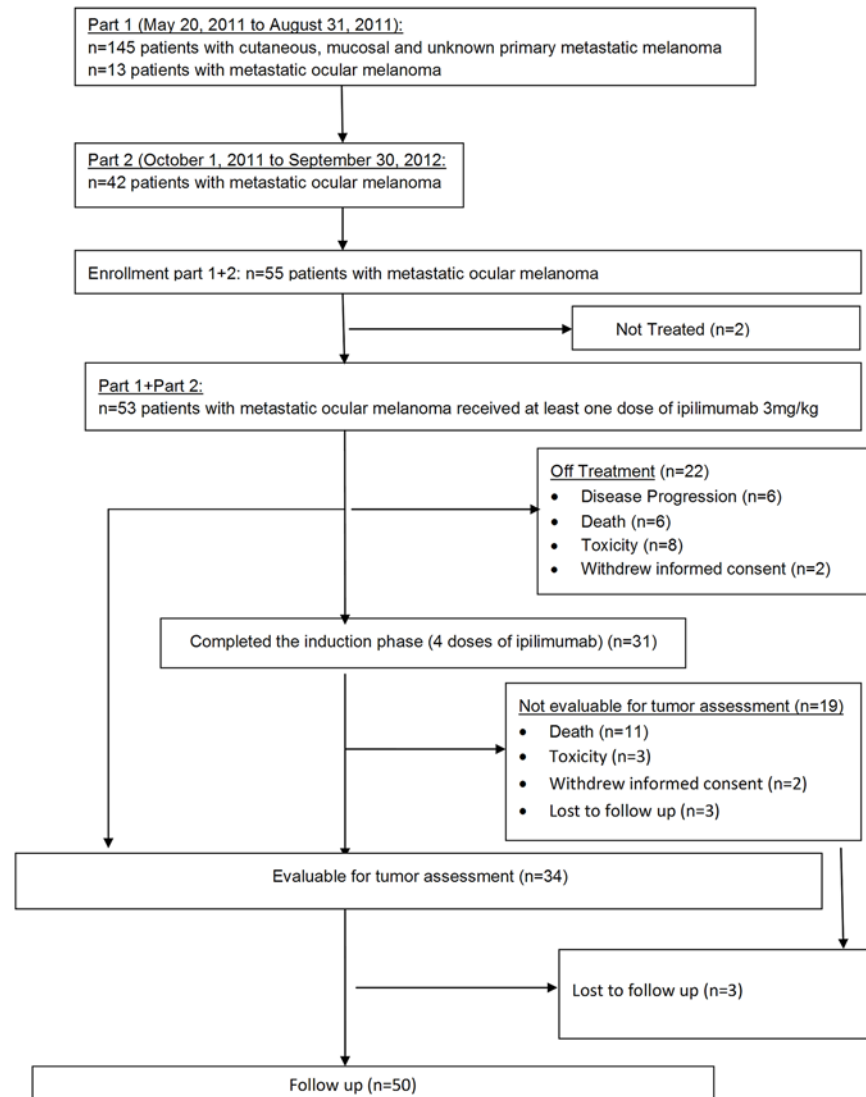 Part 1 (May 20, 2011 to August 31, 2011):
n=145 patients with cutaneous, mucosal and unknown primary metastatic melanoma
n=13 patients with metastatic ocular melanoma
Part 2 (October 1, 2011 to September 30, 2012:
n=42 patients with metastatic ocular melanoma
Enrollment part 1+2: n=55 patients with metastatic ocular melanoma
Not Treated (n=2)
Part 1+Part 2:
n=53 patients with metastatic ocular melanoma received at least one dose of ipilimumab 3mg/kg
Off Treatment (n=22)
• Disease Progression (n=6)
• Death (n=6)
• Toxicity (n=8)
• Withdrew informed consent (n=2)
Completed the induction phase (4 doses of ipilimumab) (n=31)
Not evaluable for tumor assessment (n=19)
• Death (n=11)
• Toxicity (n=3)
• Withdrew informed consent (n=2)
• Lost to follow up (n=3)
Evaluable for tumor assessment (n=34)
Lost to follow up (n=3)
Follow up (n=50)